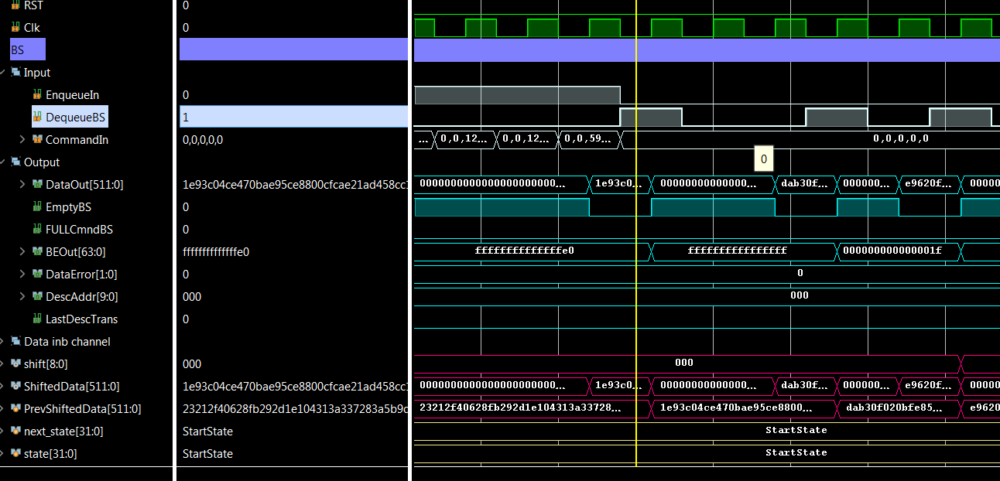 RST 0
Clk 0
BS
Input
EnqueueIn 0
DequeueBS 1
CommandIn 0,0,0,0,0 ... 0,0,12... 0,0,12... 0,0,59... 0,0,0,0,0
Output 0
DataOut[511:0] 1e93c04ce470bae95ce8800cfcae21ad458cc1 0000000000000000000000... 1e93c0... 000000000000000... dab30f... 000000... e9620f... 00000
EmptyBS 0
FULLCmndBS 0
BEOut[63:0] ffffffffffffffe0 ffffffffffffffe0 ffffffffffffffff 000000000000001f
DataError[1:0] 0 0
DescAddr[9:0] 000 000
LastDescTrans 0
Data inb channel
shift[8:0] 000 000
ShiftedData[511:0] 1e93c04ce470bae95ce8800cfcae21ad458cc1 0000000000000000000000... 1e93c0... 000000000000000... dab30f... 000000... e9620f... 00000
PrevShiftedData[511:0] 23212f40628fb292d1e104313a337283a5b9c 23212f40628fb292d1e104313a33728... 1e93c04ce470bae95ce8800... dab30f020bfe85... e9620
next_state[31:0] StartState StartState
state[31:0] StartState StartState